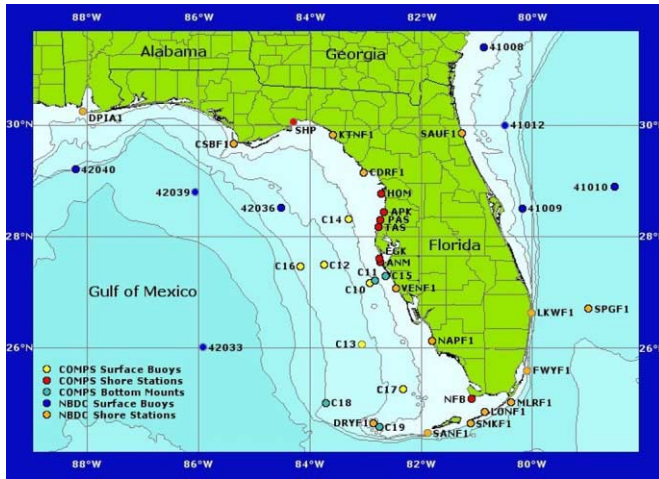 88°W 86°W 84°W 82°W 80°W
Alabama
Georgia
41008
DPIA1
30°N
SHP
KTNF1
SAUF1
41012
30°N
CSBF1
42040
CDRF1
42039
HOM
41010
42036
APK
C14
PAS
41009
TAS
28°N
Florida
28°N
EGK
C16
C12
ANM
C11
C15
Gulf of Mexico
C10
VENF1
LKWF1
SPGF1
26°N
42033
C13
NAPF1
26°N
COMPS Surface Buoys
COMPS Shore Stations
COMPS Bottom Mounts
NBDC Surface Buoys
NBDC Shore Stations
FWYF1
C17
C18
NFB
MLRF1
LONF1
DRYF1
C19
SMKF1
SANF1
88°W 86°W 84°W 82°W 80°W